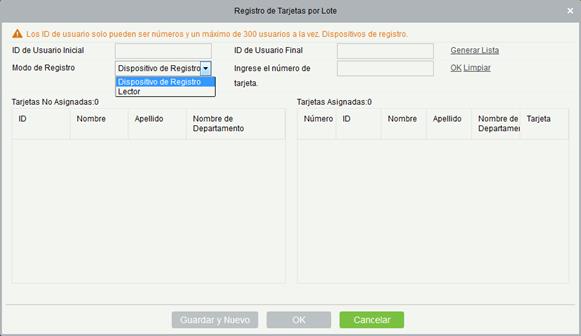 Registro de Tarjetas por Lote
Los ID de usuario solo pueden ser números y un máximo de 300 usuarios a la vez. Dispositivos de registro.
ID de Usuario Inicial ID de Usuario Final Generar Lista
Modo de Registro Dispositivo de Registro Ingrese el número de tarjeta. OK Limpiar
Dispositivo de Registro
Lector
Tarjetas No Asignadas:0 Tarjetas Asignadas:0
ID Nombre Apellido Nombre de Departamento Número ID Nombre Apellido Nombre de Departamen Tarjeta
Guardar y Nuevo OK Cancelar